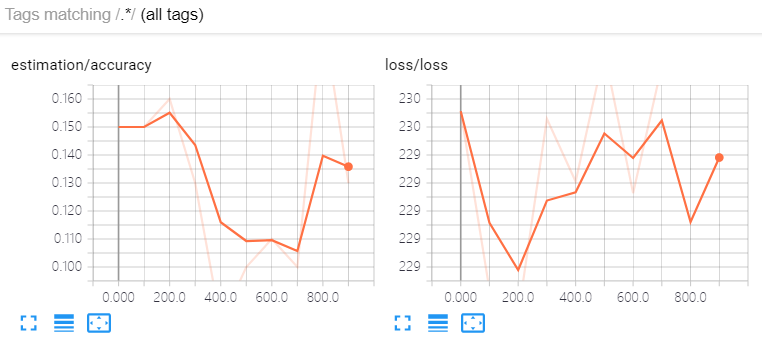 Tags matching /.*/ (all tags)
estimation/accuracy
0.160
0.150
0.140
0.130
0.120
0.110
0.100
0.000 200.0 400.0 600.0 800.0
loss/loss
230
230
229
229
229
229
229
0.000 200.0 400.0 600.0 800.0